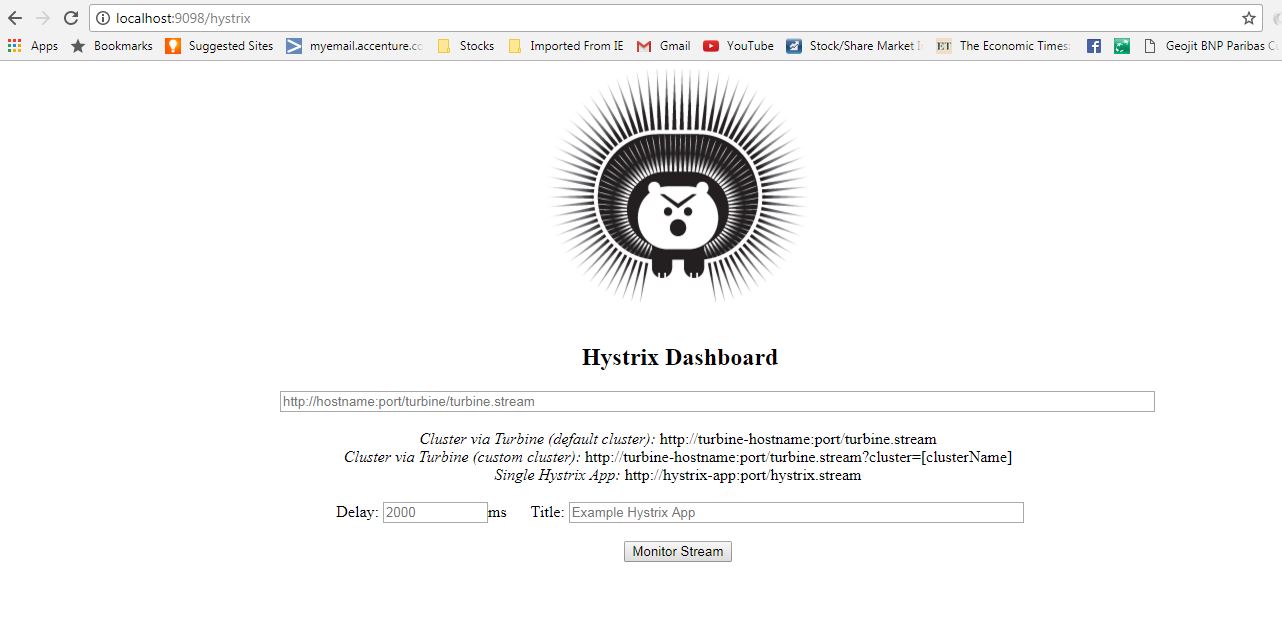 localhost:9098/hystrix
Apps Bookmarks Suggested Sites myemail.accenture.co Stocks Imported From IE Gmail YouTube Stock/Share Market I ET The Economic Times: Geojit BNP Paribas Cu
Hystrix Dashboard
http://hostname:port/turbine/turbine.stream
Cluster via Turbine (default cluster): http://turbine-hostname:port/turbine.stream
Cluster via Turbine (custom cluster): http://turbine-hostname:port/turbine.stream?cluster=[clusterName]
Single Hystrix App: http://hystrix-app:port/hystrix.stream
Delay: 2000 ms Title: Example Hystrix App
Monitor Stream